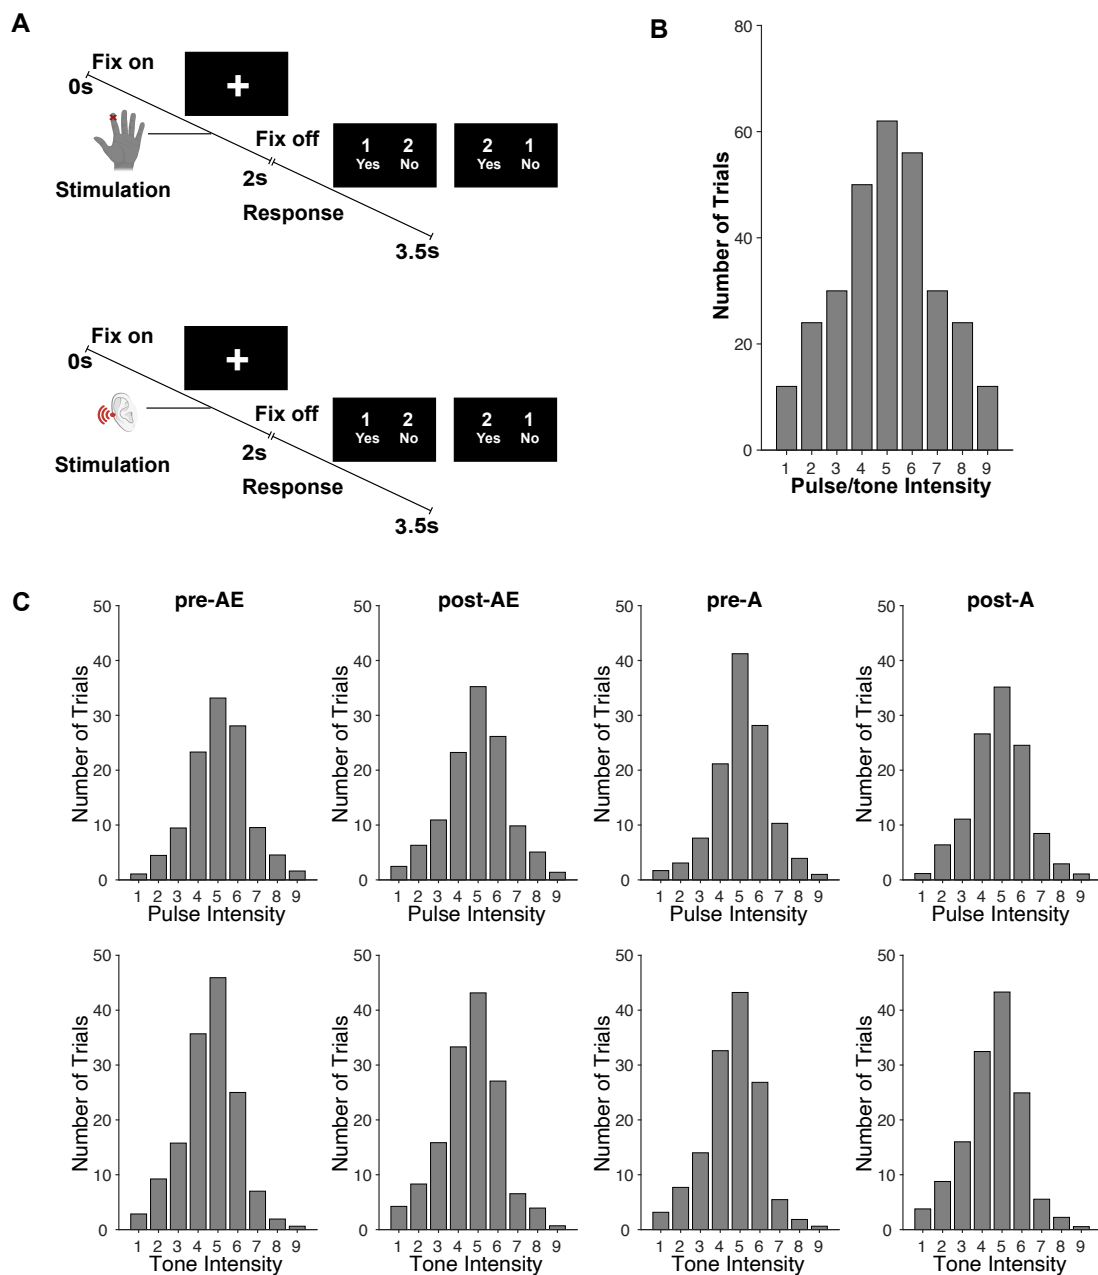 A
Fix on
0s
+
Fix off
1 2
Yes No
2 1
Yes No
Stimulation
2s
Response
3.5s
Fix on
0s
+
Fix off
1 2
Yes No
2 1
Yes No
Stimulation
2s
Response
3.5s
B
80
60
40
20
0
Number of Trials
1 2 3 4 5 6 7 8 9
Pulse/tone Intensity
C
pre-AE
50
40
30
20
10
0
Number of Trials
1 2 3 4 5 6 7 8 9
Pulse Intensity
post-AE
50
40
30
20
10
0
Number of Trials
1 2 3 4 5 6 7 8 9
Pulse Intensity
pre-A
50
40
30
20
10
0
Number of Trials
1 2 3 4 5 6 7 8 9
Pulse Intensity
post-A
50
40
30
20
10
0
Number of Trials
1 2 3 4 5 6 7 8 9
Pulse Intensity
50
40
30
20
10
0
Number of Trials
1 2 3 4 5 6 7 8 9
Tone Intensity
50
40
30
20
10
0
Number of Trials
1 2 3 4 5 6 7 8 9
Tone Intensity
50
40
30
20
10
0
Number of Trials
1 2 3 4 5 6 7 8 9
Tone Intensity
50
40
30
20
10
0
Number of Trials
1 2 3 4 5 6 7 8 9
Tone Intensity